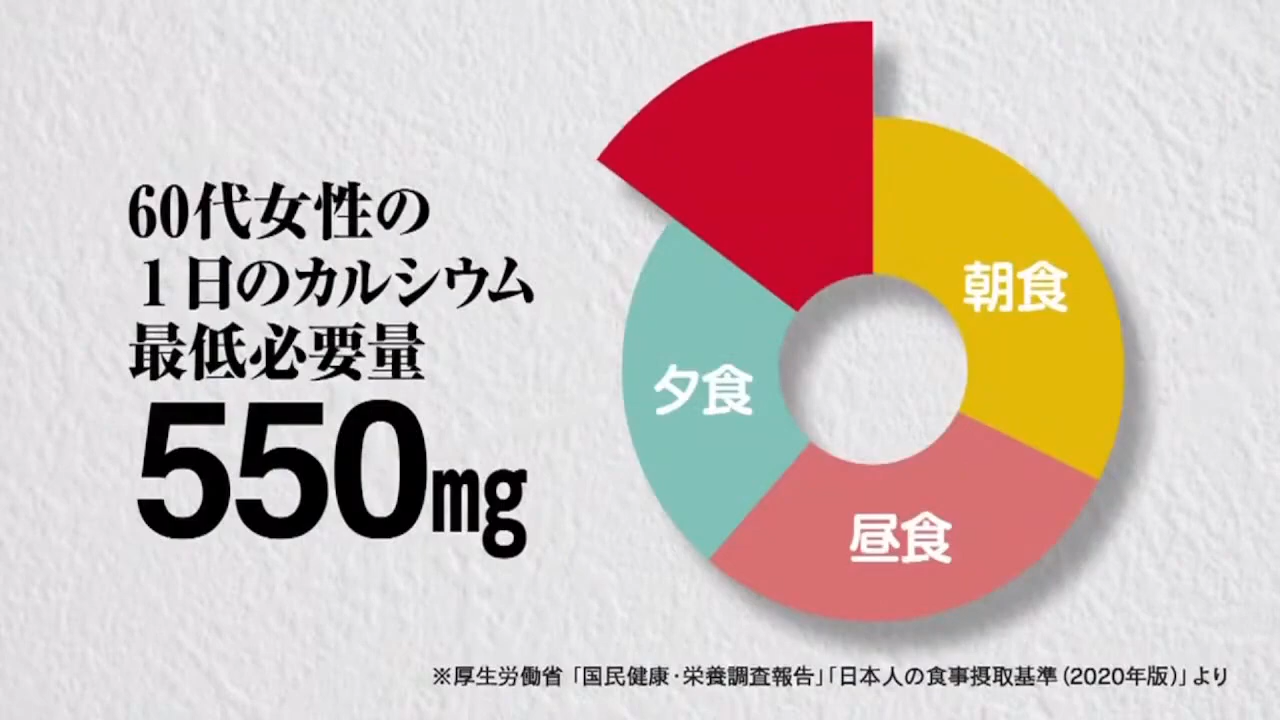 60代女性の
1日のカルシウム
最低必要量
550mg
朝食
夕食
昼食
※厚生労働省「国民健康・栄養調査報告」「日本人の食事摂取基準（2020年版）」より